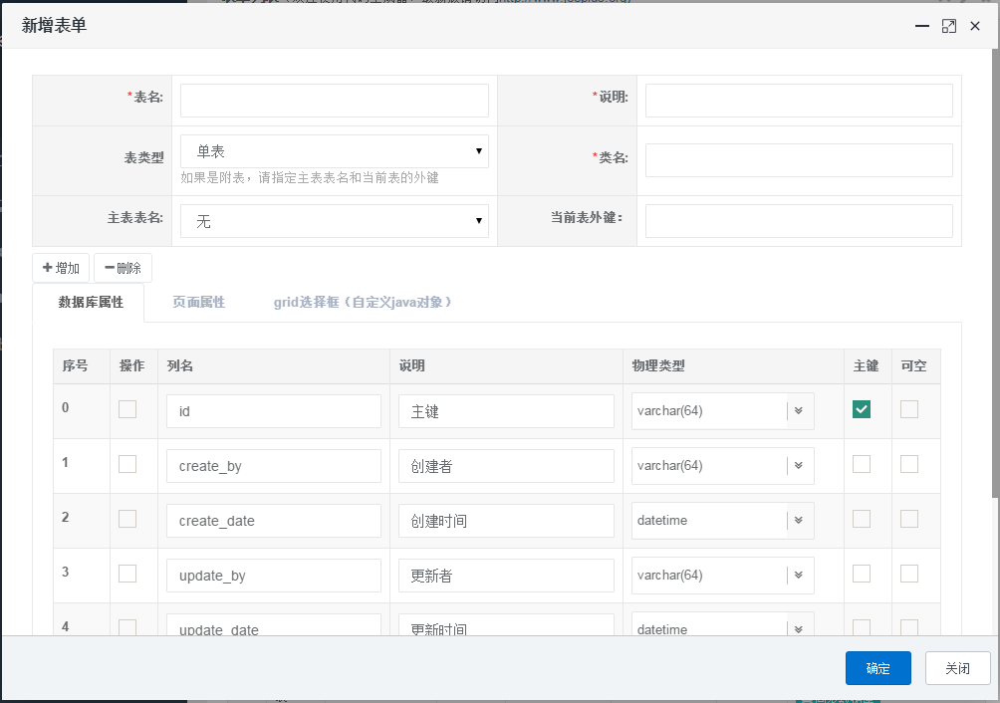 新增表单
*表名:
*说明:
表类型
单表
如果是附表，请指定主表表名和当前表的外键
*类名:
主表表名:
无
当前表外键：
增加
删除
数据库属性
页面属性
grid选择框（自定义java对象）
序号 操作 列名 说明 物理类型 主键 可空
0 id 主键 varchar(64)
1 create_by 创建者 varchar(64)
2 create_date 创建时间 datetime
3 update_by 更新者 varchar(64)
4 update_date 更新时间 datetime
确定
关闭